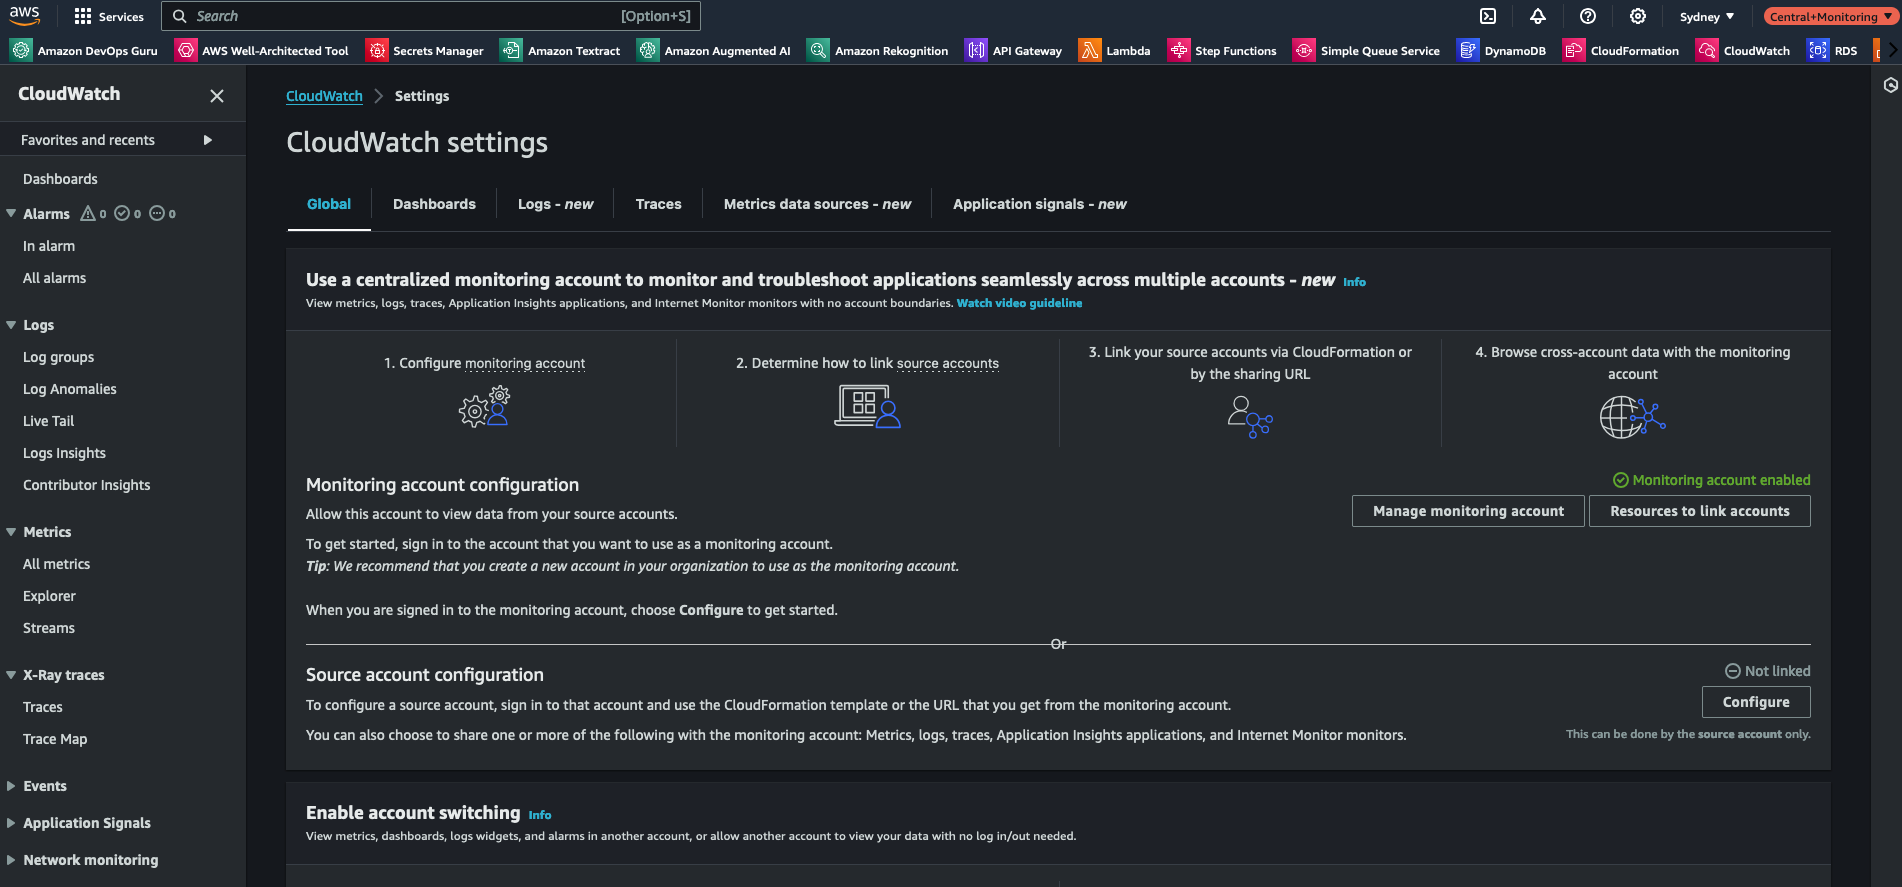 aws
Services
Search
[Option+S]
Sydney
Central+Monitoring
Amazon DevOps Guru
AWS Well-Architected Tool
Secrets Manager
Amazon Textract
Amazon Augmented AI
Amazon Rekognition
API Gateway
Lambda
Step Functions
Simple Queue Service
DynamoDB
CloudFormation
CloudWatch
RDS
CloudWatch
Favorites and recents
Dashboards
Alarms 0 0 0
In alarm
All alarms
Logs
Log groups
Log Anomalies
Live Tail
Logs Insights
Contributor Insights
Metrics
All metrics
Explorer
Streams
X-Ray traces
Traces
Trace Map
Events
Application Signals
Network monitoring
CloudWatch > Settings
CloudWatch settings
Global
Dashboards
Logs - new
Traces
Metrics data sources - new
Application signals - new
Use a centralized monitoring account to monitor and troubleshoot applications seamlessly across multiple accounts - new Info
View metrics, logs, traces, Application Insights applications, and Internet Monitor monitors with no account boundaries. Watch video guideline
1. Configure monitoring account
2. Determine how to link source accounts
3. Link your source accounts via CloudFormation or
by the sharing URL
4. Browse cross-account data with the monitoring
account
Monitoring account configuration
Allow this account to view data from your source accounts.
To get started, sign in to the account that you want to use as a monitoring account.
Tip: We recommend that you create a new account in your organization to use as the monitoring account.
When you are signed in to the monitoring account, choose Configure to get started.
Monitoring account enabled
Manage monitoring account
Resources to link accounts
Or
Source account configuration
To configure a source account, sign in to that account and use the CloudFormation template or the URL that you get from the monitoring account.
You can also choose to share one or more of the following with the monitoring account: Metrics, logs, traces, Application Insights applications, and Internet Monitor monitors.
Not linked
Configure
This can be done by the source account only.
Enable account switching Info
View metrics, dashboards, logs widgets, and alarms in another account, or allow another account to view your data with no log in/out needed.